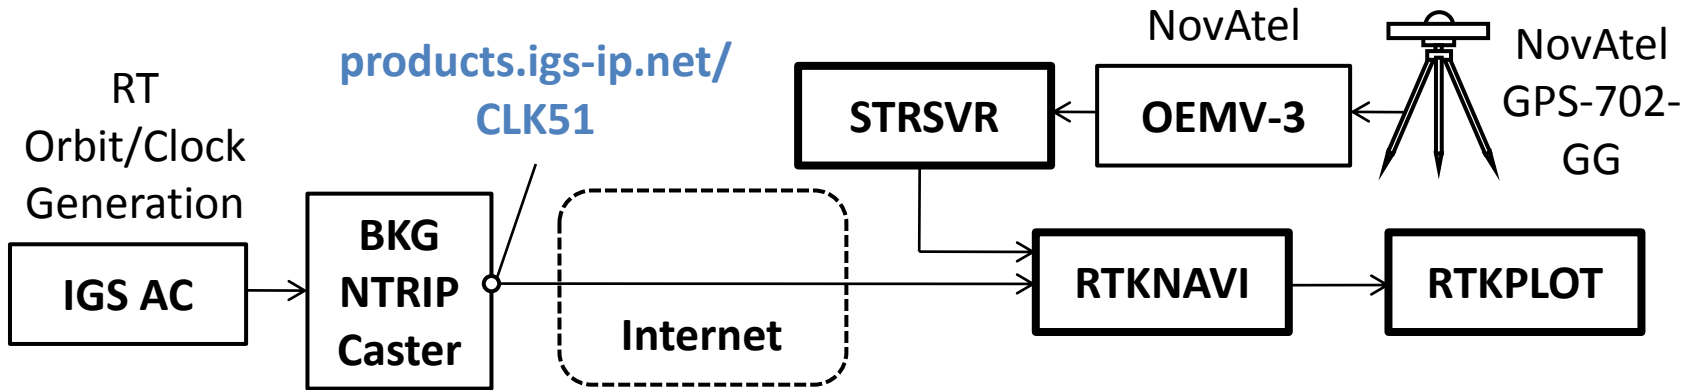 RT
Orbit/Clock
Generation
IGS AC
BKG
NTRIP
Caster
products.igs-ip.net/
CLK51
Internet
STRSVR
NovAtel
OEMV-3
NovAtel
GPS-702-
GG
RTKNAVI
RTKPLOT